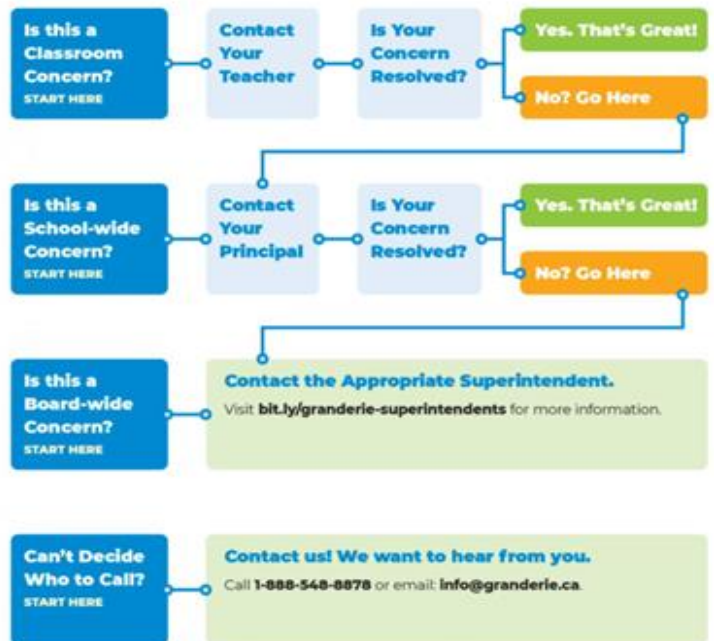 Is this a
Classroom
Concern?
START HERE
Contact
Your
Teacher
Is Your
Concern
Resolved?
Yes. That's Great!
No? Go Here
Is this a
School-wide
Concern?
START HERE
Contact
Your
Principal
Is Your
Concern
Resolved?
Yes. That's Great!
No? Go Here
Is this a
Board-wide
Concern?
START HERE
Contact the Appropriate Superintendent.
Visit bit.ly/granderie-superintendents for more information.
Can't Decide
Who to Call?
START HERE
Contact us! We want to hear from you.
Call 1-888-548-8878 or email: info@granderie.ca.